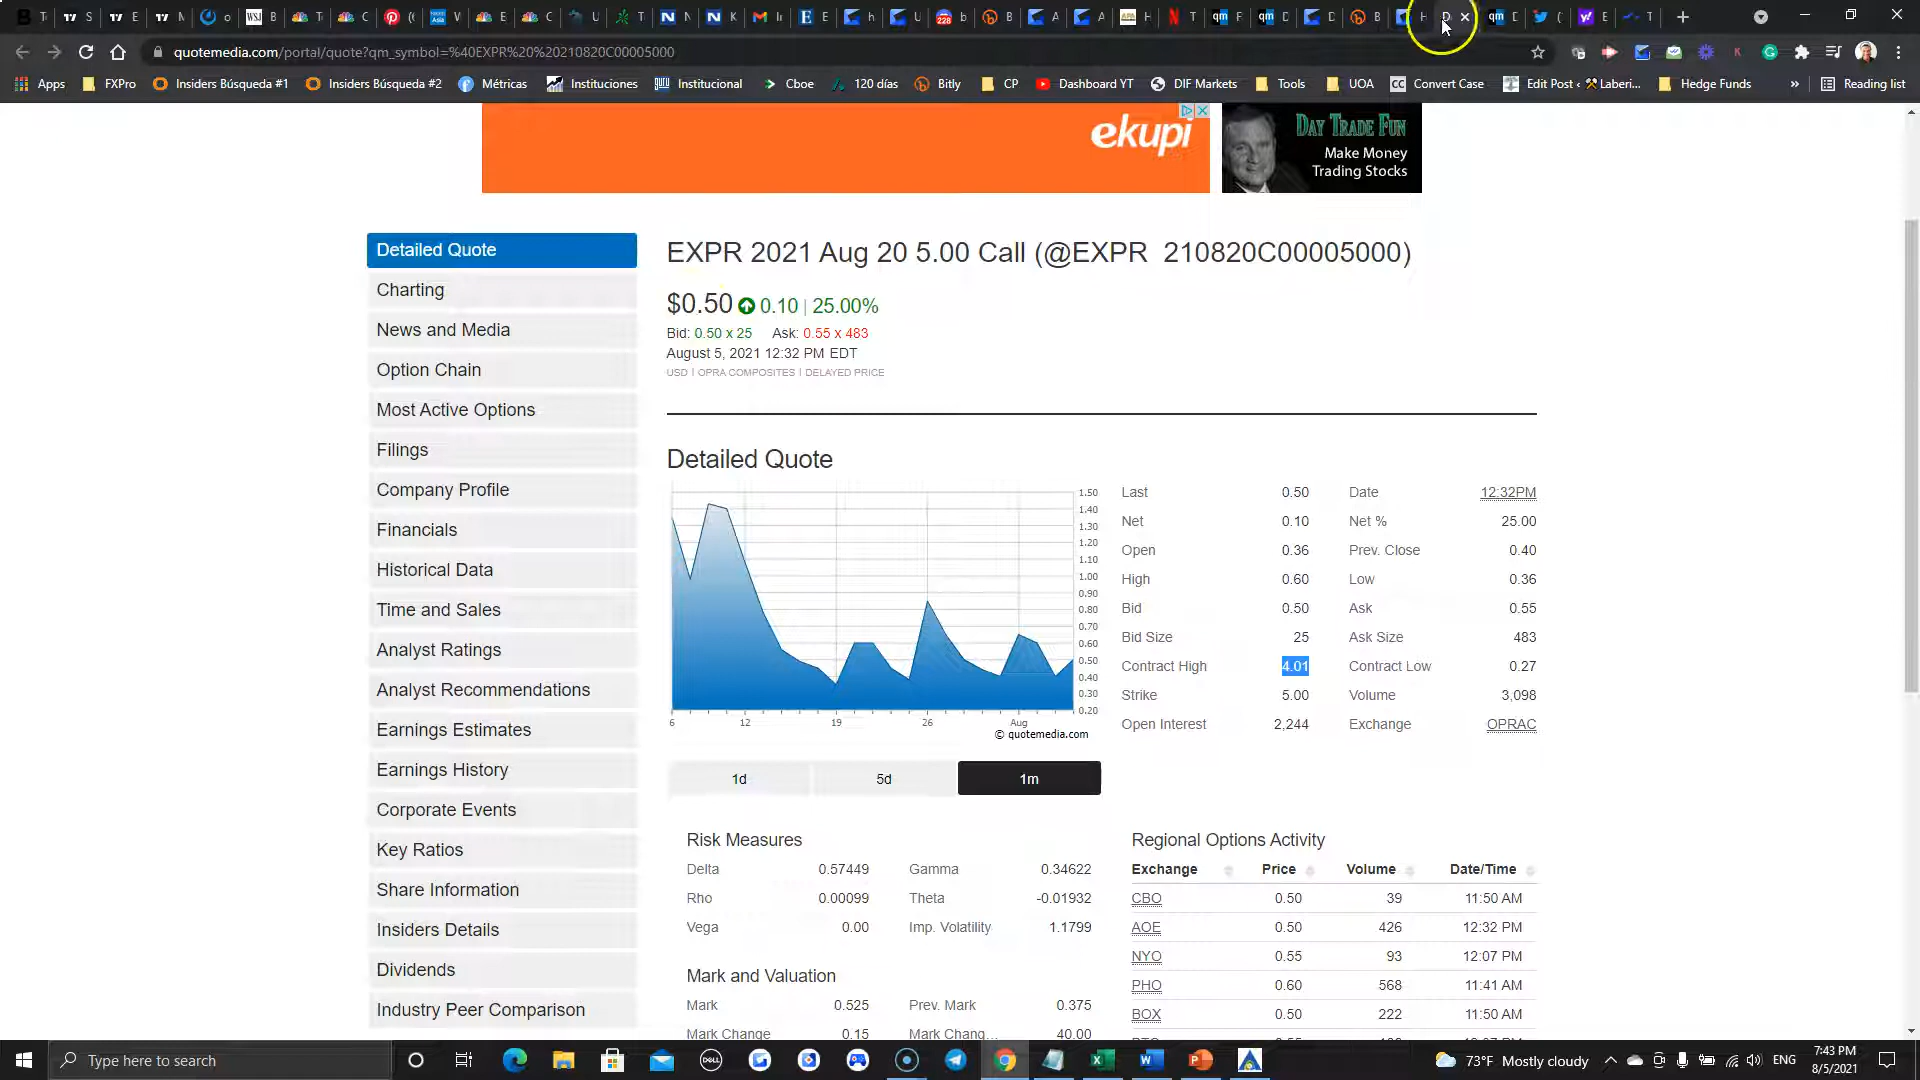 T S T M T E o WSJ B T C ( Asia V E C U T N N K M I E E h U 228 b B A A APA H N T qm F qm D D B H D qm D ( y! E T
quotemedia.com/portal/quote?qm_symbol=%40EXPR%20%20210820C00005000
Apps FXPro Insiders Búsqueda #1 Insiders Búsqueda #2 Métricas Instituciones Institucional Cboe 120 días Bitly CP Dashboard YT DIF Markets Tools UOA CC Convert Case Edit Post ‹ Laberi... Hedge Funds » Reading list
ekupi
DAY TRADE FUN
Make Money
Trading Stocks
Detailed Quote
Charting
News and Media
Option Chain
Most Active Options
Filings
Company Profile
Financials
Historical Data
Time and Sales
Analyst Ratings
Analyst Recommendations
Earnings Estimates
Earnings History
Corporate Events
Key Ratios
Share Information
Insiders Details
Dividends
Industry Peer Comparison
EXPR 2021 Aug 20 5.00 Call (@EXPR 210820C00005000)
$0.50 0.10 | 25.00%
Bid: 0.50 x 25 Ask: 0.55 x 483
August 5, 2021 12:32 PM EDT
USD | OPRA COMPOSITES | DELAYED PRICE
Detailed Quote
1.50
1.40
1.30
1.20
1.10
1.00
0.90
0.80
0.70
0.60
0.50
0.40
0.30
0.20
6 12 19 26 Aug
© quotemedia.com
1d 5d 1m
Last 0.50 Date 12:32PM
Net 0.10 Net % 25.00
Open 0.36 Prev. Close 0.40
High 0.60 Low 0.36
Bid 0.50 Ask 0.55
Bid Size 25 Ask Size 483
Contract High 4.01 Contract Low 0.27
Strike 5.00 Volume 3,098
Open Interest 2,244 Exchange OPRAC
Risk Measures
Delta 0.57449 Gamma 0.34622
Rho 0.00099 Theta -0.01932
Vega 0.00 Imp. Volatility 1.1799
Mark and Valuation
Mark 0.525 Prev. Mark 0.375
Mark Change 0.15 Mark Chang... 40.00
Regional Options Activity
Exchange Price Volume Date/Time
CBO 0.50 39 11:50 AM
AOE 0.50 426 12:32 PM
NYO 0.55 93 12:07 PM
PHO 0.60 568 11:41 AM
BOX 0.50 222 11:50 AM
Type here to search
DELL
73°F Mostly cloudy
ENG
7:43 PM
8/5/2021